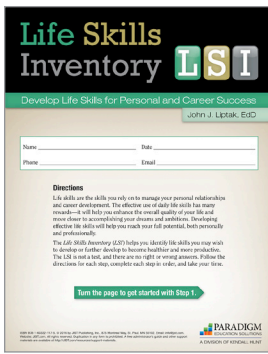 Life Skills
Inventory LSI
Develop Life Skills for Personal and Career Success
John J. Liptak, EdD
Name Date
Phone Email
Directions
Life skills are the skills you rely on to manage your personal relationships
and career development. The effective use of daily life skills has many
rewards—it will help you enhance the overall quality of your life and
move closer to accomplishing your dreams and ambitions. Developing
effective life skills will help you reach your full potential, both personally
and professionally.
The Life Skills Inventory (LSI) helps you identify life skills you may wish
to develop or further develop to become healthier and more productive.
The LSI is not a test, and there are no right or wrong answers. Follow the
directions for each step, complete each step in order, and take your time.
Turn the page to get started with Step 1.
PARADIGM
EDUCATION SOLUTIONS
A DIVISION OF KENDALL HUNT